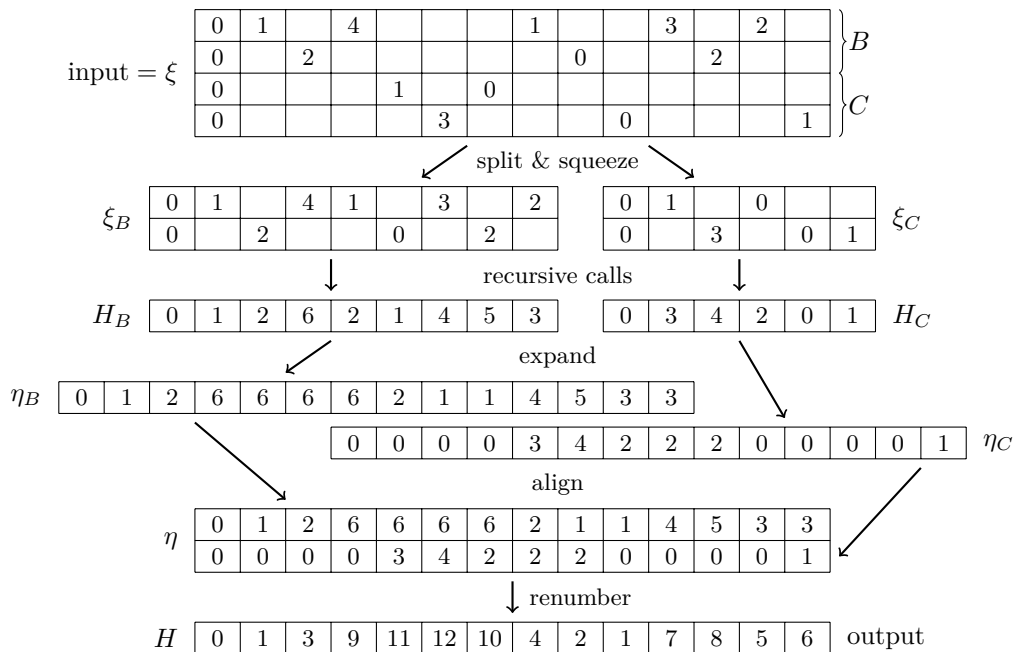 0 1 4 1 3 2
0 2 0 2
input = ξ
0 1 0
0 3 0 1
B
C
split & squeeze
ξ_B 0 1 4 1 3 2
0 2 0 2
0 1 0 ξ_C
0 3 0 1
recursive calls
H_B 0 1 2 6 2 1 4 5 3
0 3 4 2 0 1 H_C
expand
η_B 0 1 2 6 6 6 6 2 1 1 4 5 3 3
0 0 0 0 3 4 2 2 2 0 0 0 0 1 η_C
align
η
0 1 2 6 6 6 6 2 1 1 4 5 3 3
0 0 0 0 3 4 2 2 2 0 0 0 0 1
renumber
H 0 1 3 9 11 12 10 4 2 1 7 8 5 6 output